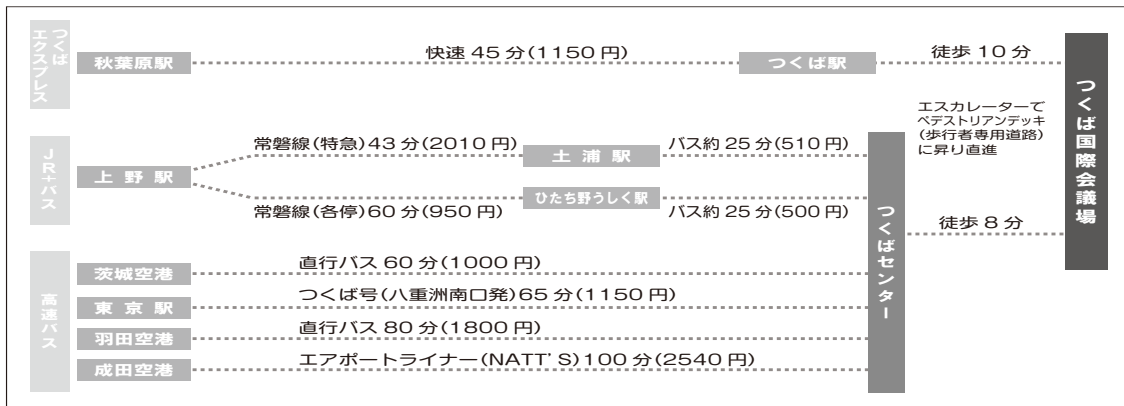 つくば
エクスプレス
秋葉原駅
快速 45 分(1150 円)
つくば駅
徒歩 10 分
つくば国際会議場
エスカレーターで
ペデストリアンデッキ
(歩行者専用道路)
に昇り直進
JR+バス
上野駅
常磐線(特急)43 分(2010 円)
土浦駅
バス約 25 分(510 円)
常磐線(各停)60 分(950 円)
ひたち野うしく駅
バス約 25 分(500 円)
つくばセンター
徒歩 8 分
高速バス
茨城空港
直行バス 60 分(1000 円)
東京駅
つくば号(八重洲南口発)65 分(1150 円)
羽田空港
直行バス 80 分(1800 円)
成田空港
エアポートライナー(NATT'S)100 分(2540 円)